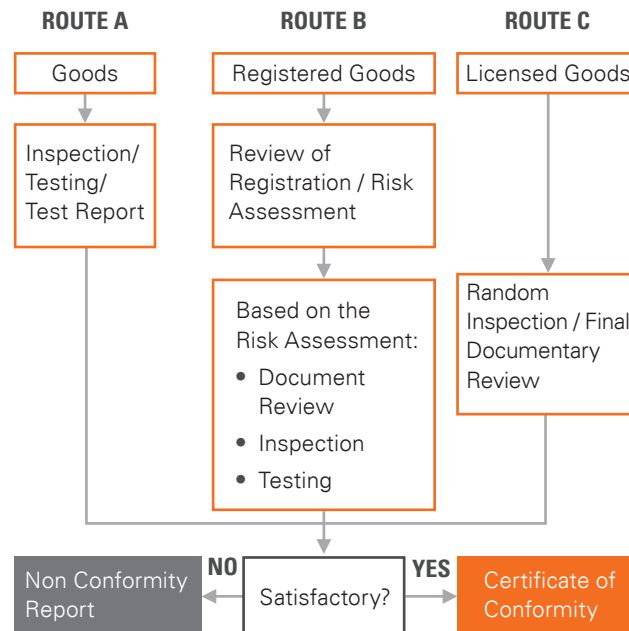 ROUTE A
ROUTE B
ROUTE C
Goods
Registered Goods
Licensed Goods
Inspection/
Testing/
Test Report
Review of
Registration / Risk
Assessment
Based on the
Risk Assessment:
• Document
Review
• Inspection
• Testing
Random
Inspection / Final
Documentary
Review
Non Conformity
Report
NO
Satisfactory?
YES
Certificate of
Conformity